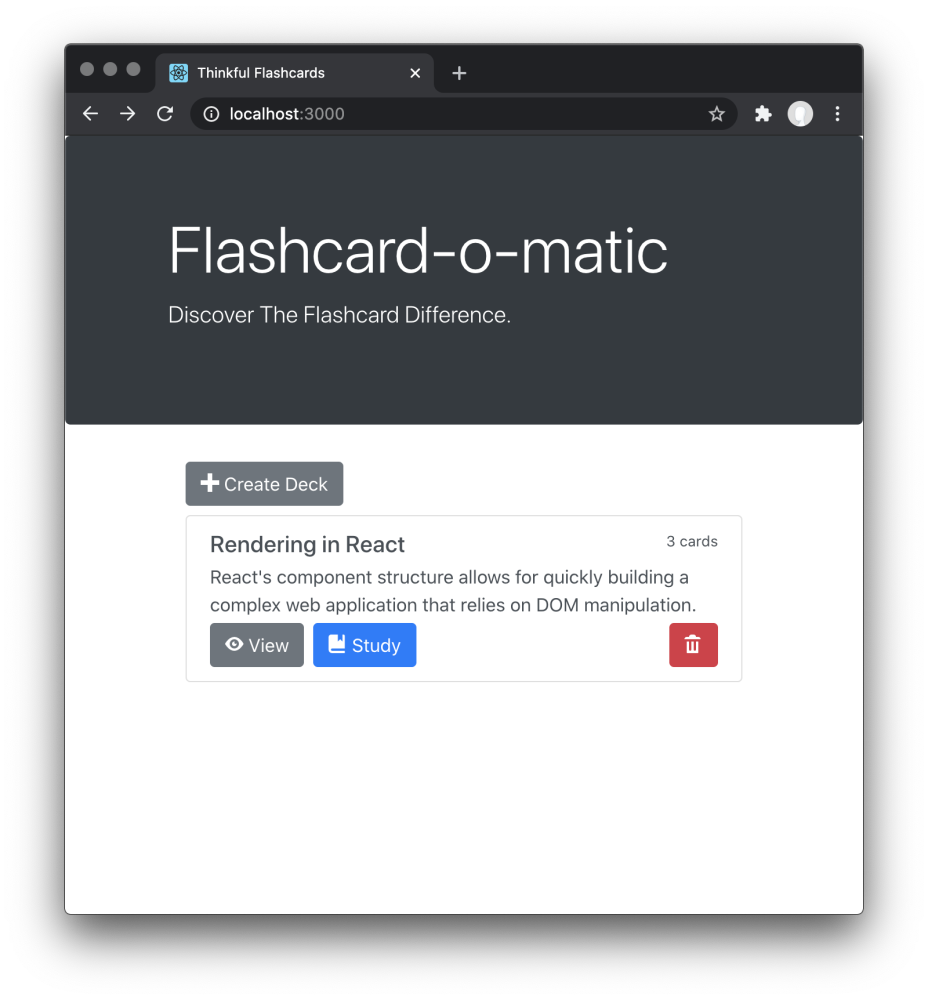 Thinkful Flashcards
localhost:3000
Flashcard-o-matic
Discover The Flashcard Difference.
Create Deck
Rendering in React
3 cards
React's component structure allows for quickly building a
complex web application that relies on DOM manipulation.
View
Study